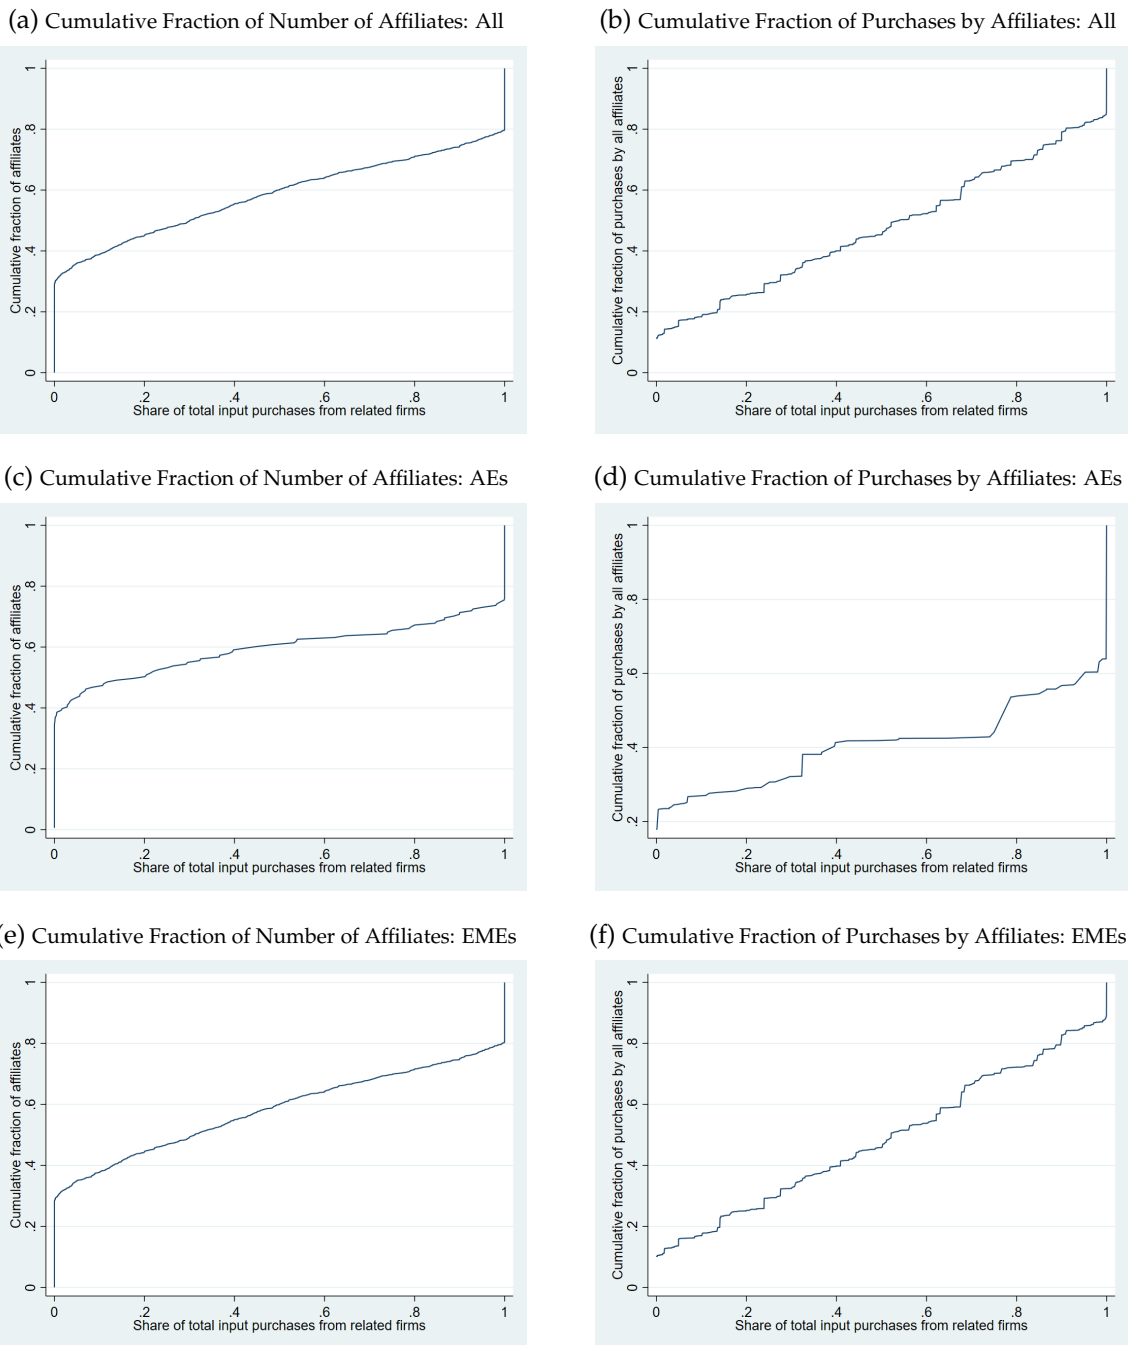 (a) Cumulative Fraction of Number of Affiliates: All
Cumulative fraction of affiliates
1
.8
.6
.4
.2
0
0 .2 .4 .6 .8 1
Share of total input purchases from related firms
(b) Cumulative Fraction of Purchases by Affiliates: All
Cumulative fraction of purchases by all affiliates
1
.8
.6
.4
.2
0
0 .2 .4 .6 .8 1
Share of total input purchases from related firms
(c) Cumulative Fraction of Number of Affiliates: AEs
Cumulative fraction of affiliates
1
.8
.6
.4
.2
0
0 .2 .4 .6 .8 1
Share of total input purchases from related firms
(d) Cumulative Fraction of Purchases by Affiliates: AEs
Cumulative fraction of purchases by all affiliates
1
.8
.6
.4
.2
0 .2 .4 .6 .8 1
Share of total input purchases from related firms
(e) Cumulative Fraction of Number of Affiliates: EMEs
Cumulative fraction of affiliates
1
.8
.6
.4
.2
0
0 .2 .4 .6 .8 1
Share of total input purchases from related firms
(f) Cumulative Fraction of Purchases by Affiliates: EMEs
Cumulative fraction of purchases by all affiliates
1
.8
.6
.4
.2
0
0 .2 .4 .6 .8 1
Share of total input purchases from related firms